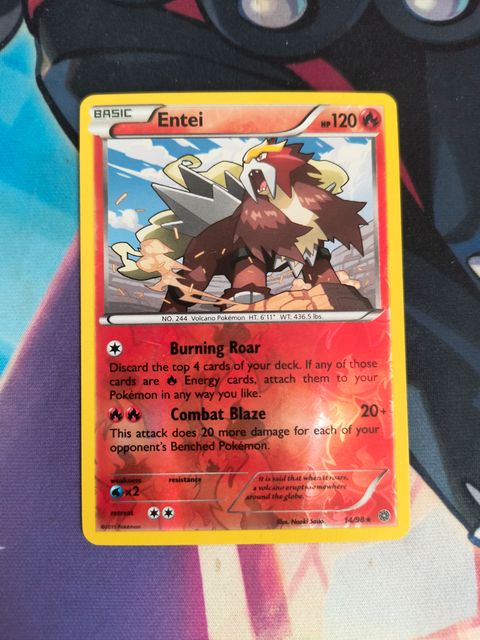 BASIC Entei HP 120
NO. 244 Volcano Pokémon HT: 6'11" WT: 436.5 lbs.
Burning Roar
Discard the top 4 cards of your deck. If any of those
cards are Energy cards, attach them to your
Pokémon in any way you like.
Combat Blaze 20+
This attack does 20 more damage for each of your
opponent's Benched Pokémon.
weakness resistance
×2
It is said that when it roars,
a volcano erupts somewhere
around the globe.
retreat
Illus. Naoki Saito
©2015 Pokémon 14/98★